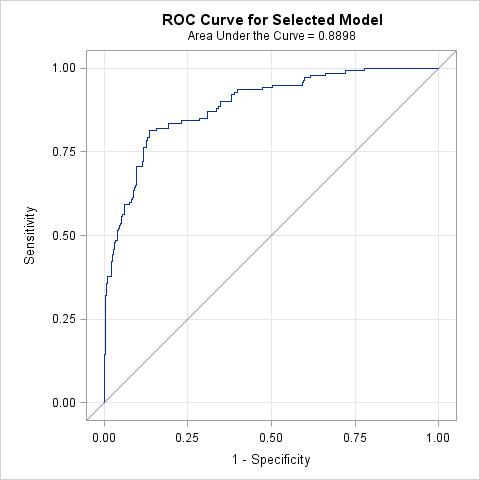 ROC Curve for Selected Model
Area Under the Curve = 0.8898
1.00
0.75
0.50
0.25
0.00
Sensitivity
0.00 0.25 0.50 0.75 1.00
1 - Specificity